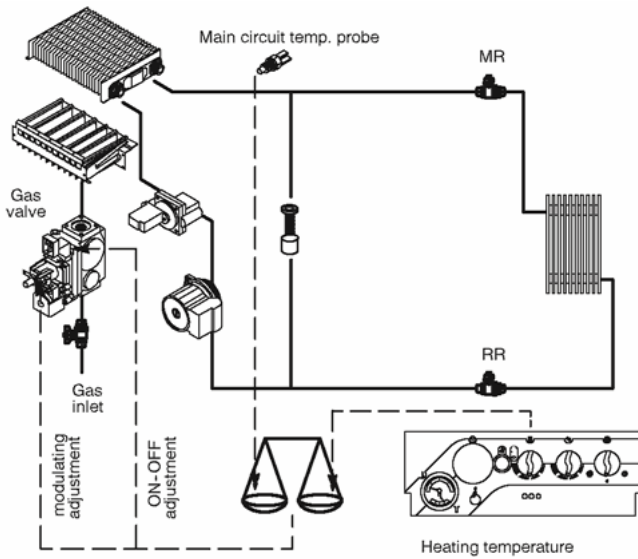 Main circuit temp. probe
MR
Gas
valve
RR
Gas
inlet
modulating
adjustment
ON-OFF
adjustment
Heating temperature